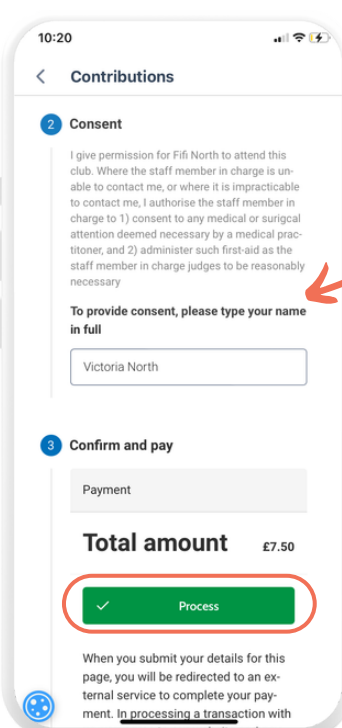 10:20
Contributions
2 Consent
I give permission for Fifi North to attend this
club. Where the staff member in charge is un-
able to contact me, or where it is impracticable
to contact me, I authorise the staff member in
charge to 1) consent to any medical or surigcal
attention deemed necessary by a medical prac-
titoner, and 2) administer such first-aid as the
staff member in charge judges to be reasonably
necessary
To provide consent, please type your name
in full
Victoria North
3 Confirm and pay
Payment
Total amount £7.50
Process
When you submit your details for this
page, you will be redirected to an ex-
ternal service to complete your pay-
ment. In processing a transaction with